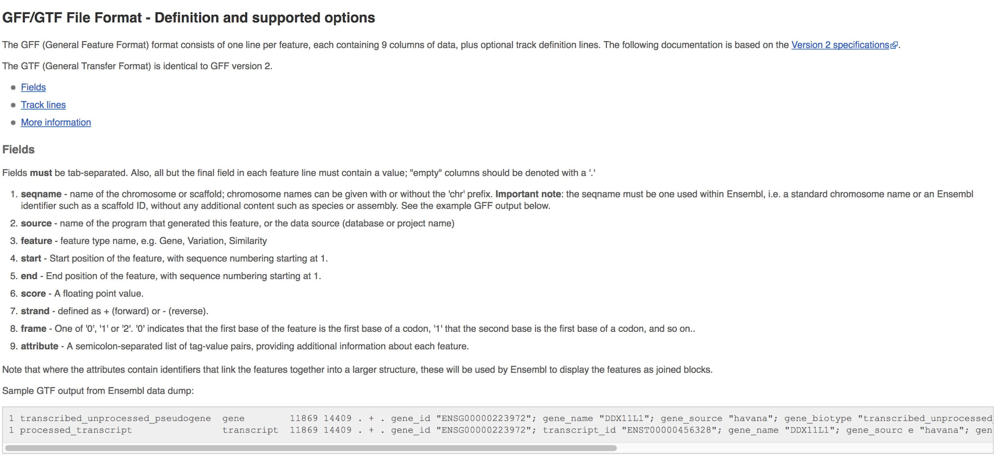 GFF/GTF File Format - Definition and supported options
The GFF (General Feature Format) format consists of one line per feature, each containing 9 columns of data, plus optional track definition lines. The following documentation is based on the Version 2 specifications.
The GTF (General Transfer Format) is identical to GFF version 2.
Fields
Track lines
More information
Fields
Fields must be tab-separated. Also, all but the final field in each feature line must contain a value; "empty" columns should be denoted with a '.'
1. seqname - name of the chromosome or scaffold; chromosome names can be given with or without the 'chr' prefix. Important note: the seqname must be one used within Ensembl, i.e. a standard chromosome name or an Ensembl
identifier such as a scaffold ID, without any additional content such as species or assembly. See the example GFF output below.
2. source - name of the program that generated this feature, or the data source (database or project name)
3. feature - feature type name, e.g. Gene, Variation, Similarity
4. start - Start position of the feature, with sequence numbering starting at 1.
5. end - End position of the feature, with sequence numbering starting at 1.
6. score - A floating point value.
7. strand - defined as + (forward) or - (reverse).
8. frame - One of '0', '1' or '2'. '0' indicates that the first base of the feature is the first base of a codon, '1' that the second base is the first base of a codon, and so on..
9. attribute - A semicolon-separated list of tag-value pairs, providing additional information about each feature.
Note that where the attributes contain identifiers that link the features together into a larger structure, these will be used by Ensembl to display the features as joined blocks.
Sample GTF output from Ensembl data dump:
1 transcribed_unprocessed_pseudogene  gene        11869 14409 . + . gene_id "ENSG00000223972"; gene_name "DDX11L1"; gene_source "havana"; gene_biotype "transcribed_unprocessed_
1 processed_transcript                transcript  11869 14409 . + . gene_id "ENSG00000223972"; transcript_id "ENST00000456328"; gene_name "DDX11L1"; gene_sourc e "havana"; gen